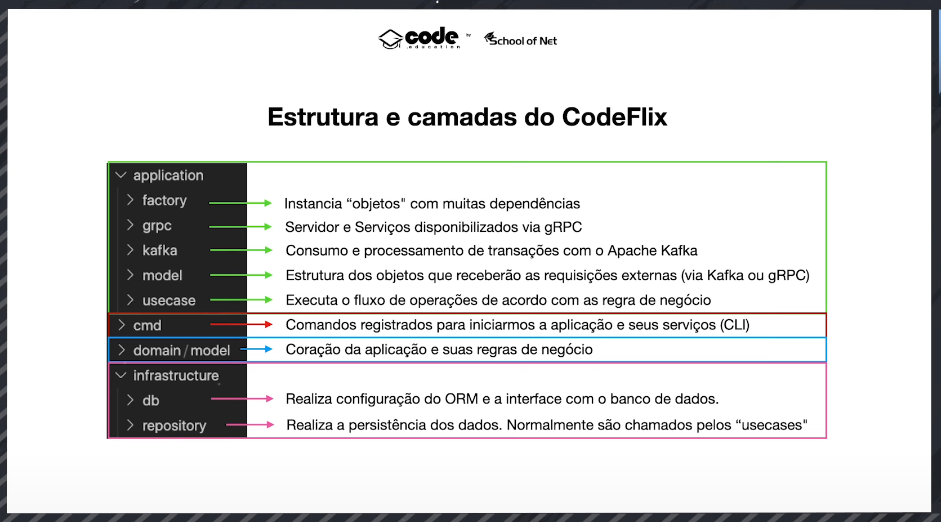 code
.education
by
School of Net
Estrutura e camadas do CodeFlix
application
factory Instancia “objetos" com muitas dependências
grpc Servidor e Serviços disponibilizados via gRPC
kafka Consumo e processamento de transações com o Apache Kafka
model Estrutura dos objetos que receberão as requisições externas (via Kafka ou gRPC)
usecase Executa o fluxo de operações de acordo com as regra de negócio
cmd Comandos registrados para iniciarmos a aplicação e seus serviços (CLI)
domain/model Coração da aplicação e suas regras de negócio
infrastructure
db Realiza configuração do ORM e a interface com o banco de dados.
repository Realiza a persistência dos dados. Normalmente são chamados pelos “usecases"